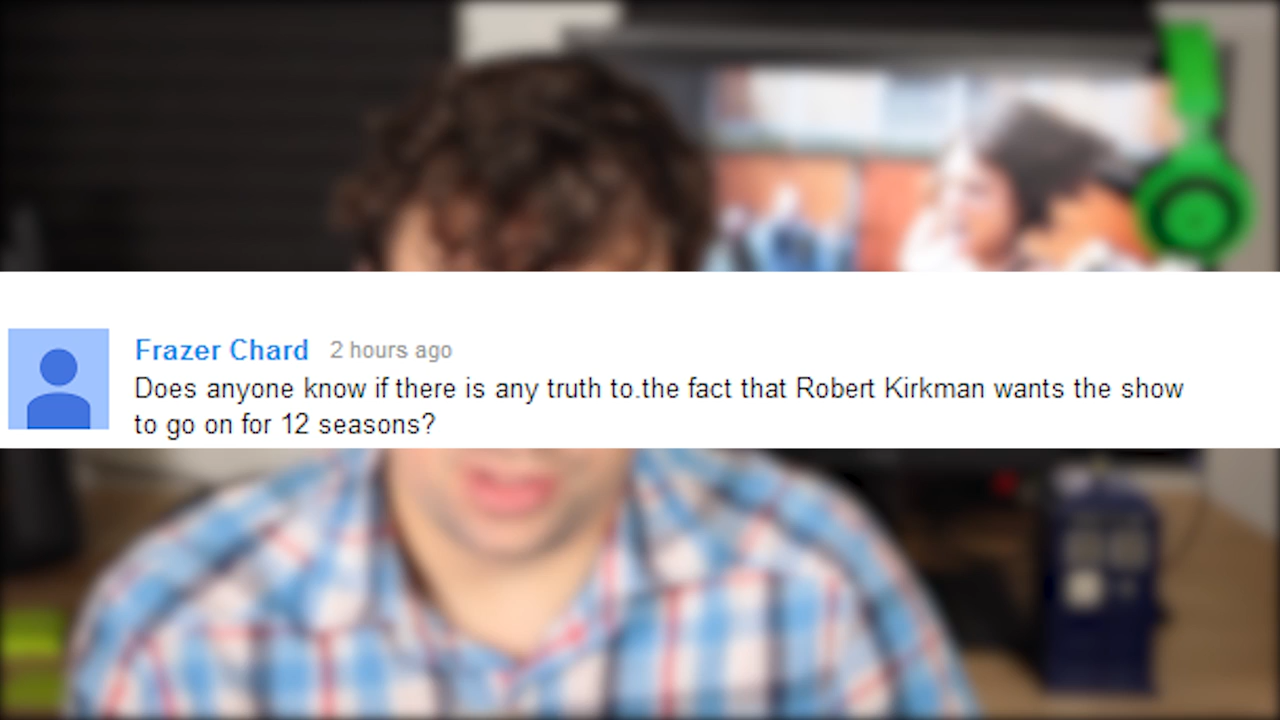 Frazer Chard 2 hours ago
Does anyone know if there is any truth to.the fact that Robert Kirkman wants the show
to go on for 12 seasons?